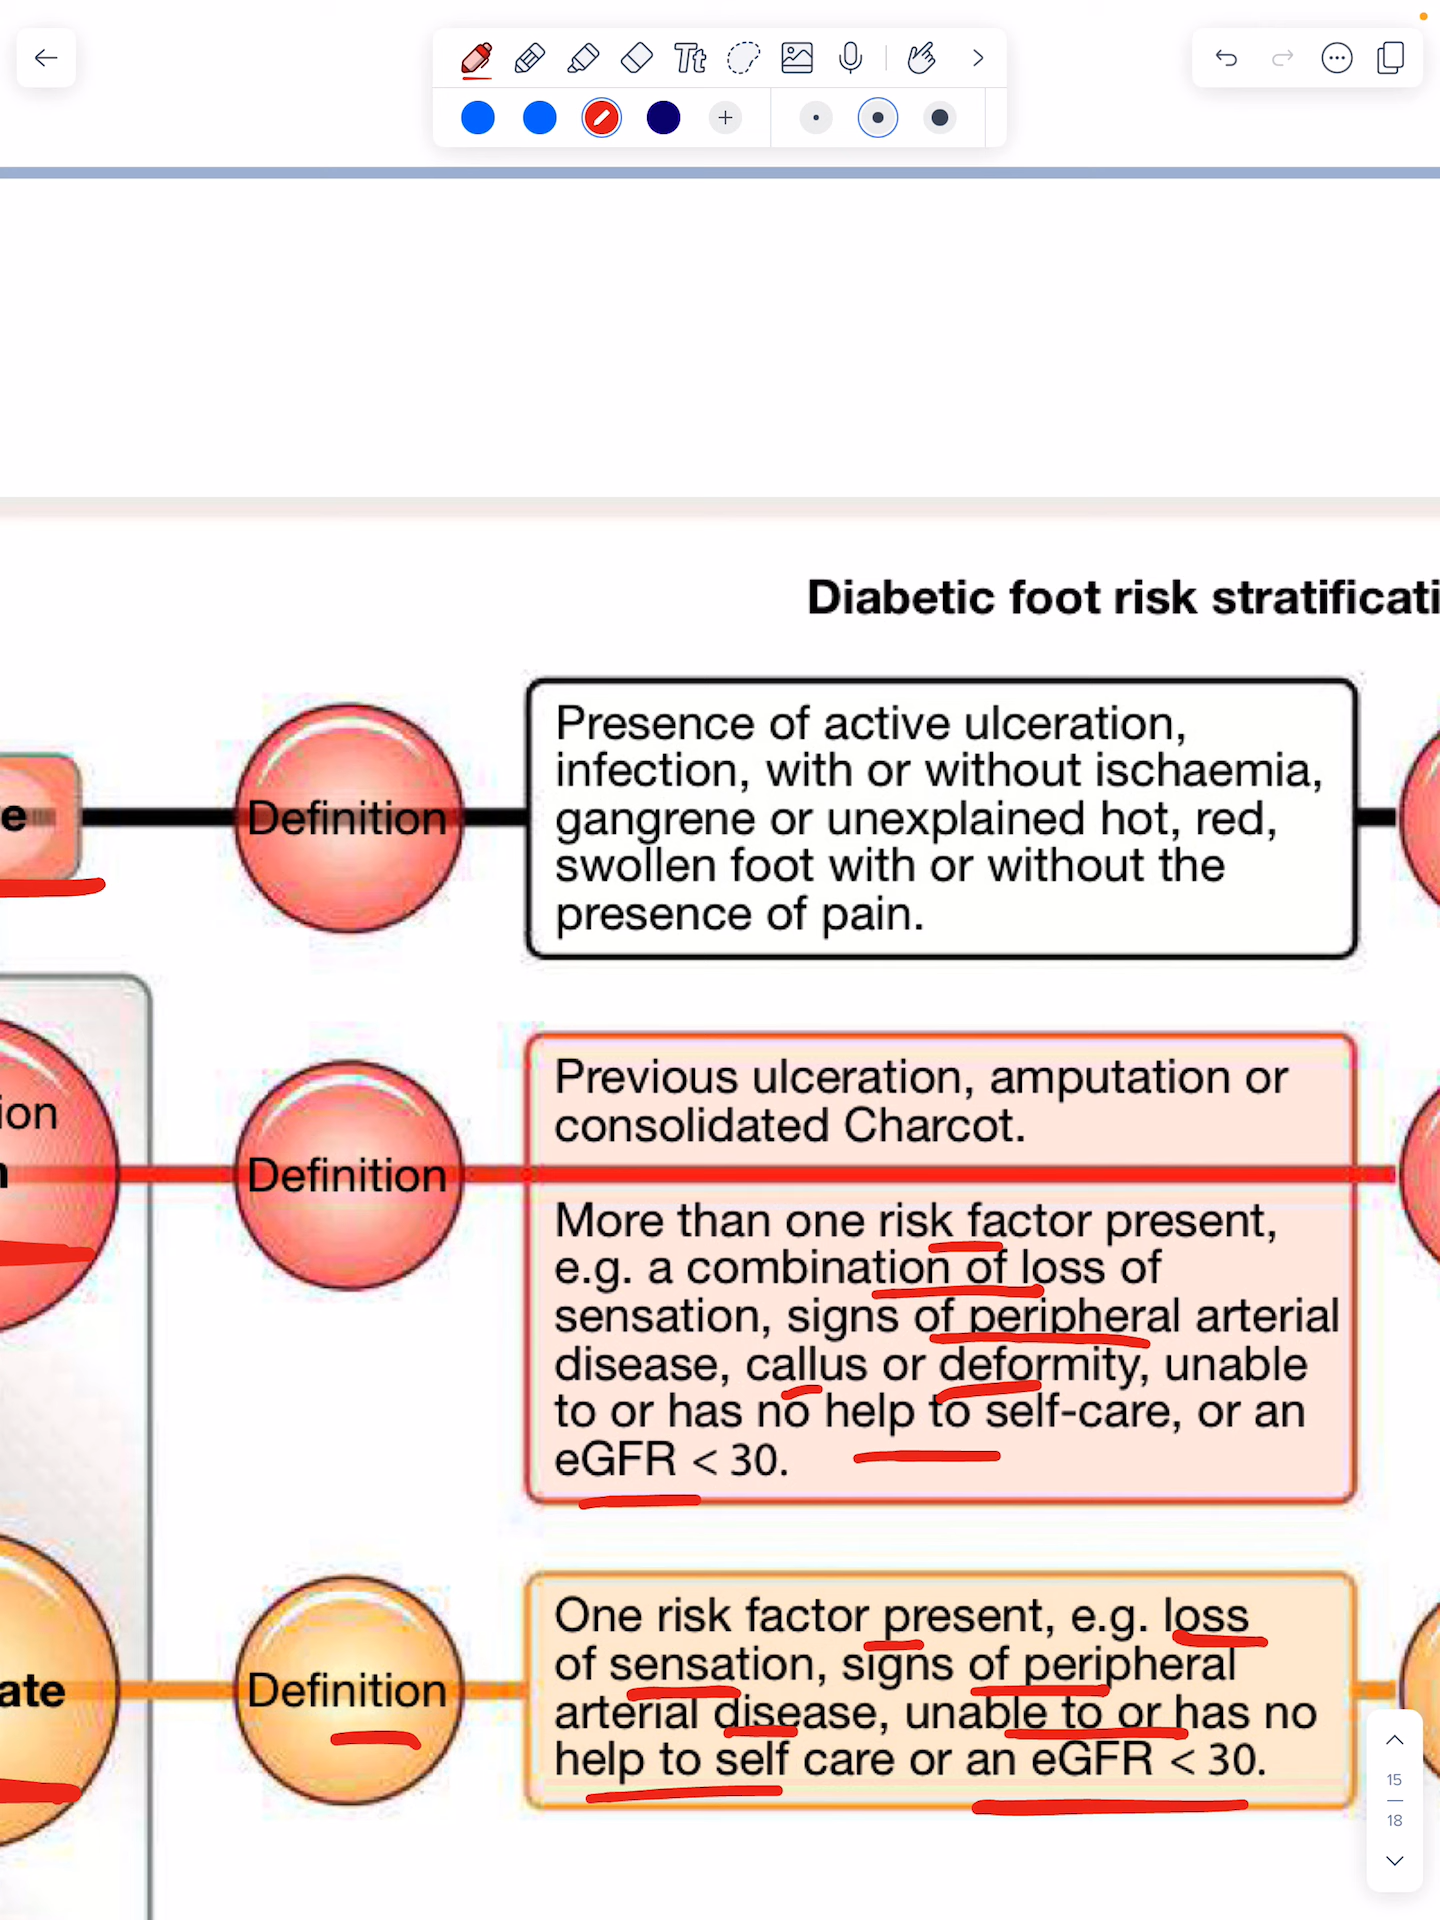 Tt
Diabetic foot risk stratificati
e
Definition
Presence of active ulceration,
infection, with or without ischaemia,
gangrene or unexplained hot, red,
swollen foot with or without the
presence of pain.
ion
Definition
Previous ulceration, amputation or
consolidated Charcot.
More than one risk factor present,
e.g. a combination of loss of
sensation, signs of peripheral arterial
disease, callus or deformity, unable
to or has no help to self-care, or an
eGFR < 30.
ate
Definition
One risk factor present, e.g. loss
of sensation, signs of peripheral
arterial disease, unable to or has no
help to self care or an eGFR < 30.
15
18